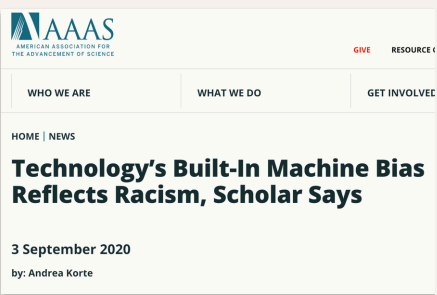 AAAS
AMERICAN ASSOCIATION FOR
THE ADVANCEMENT OF SCIENCE
GIVE
RESOURCE
WHO WE ARE
WHAT WE DO
GET INVOLVED
HOME | NEWS
Technology's Built-In Machine Bias
Reflects Racism, Scholar Says
3 September 2020
by: Andrea Korte